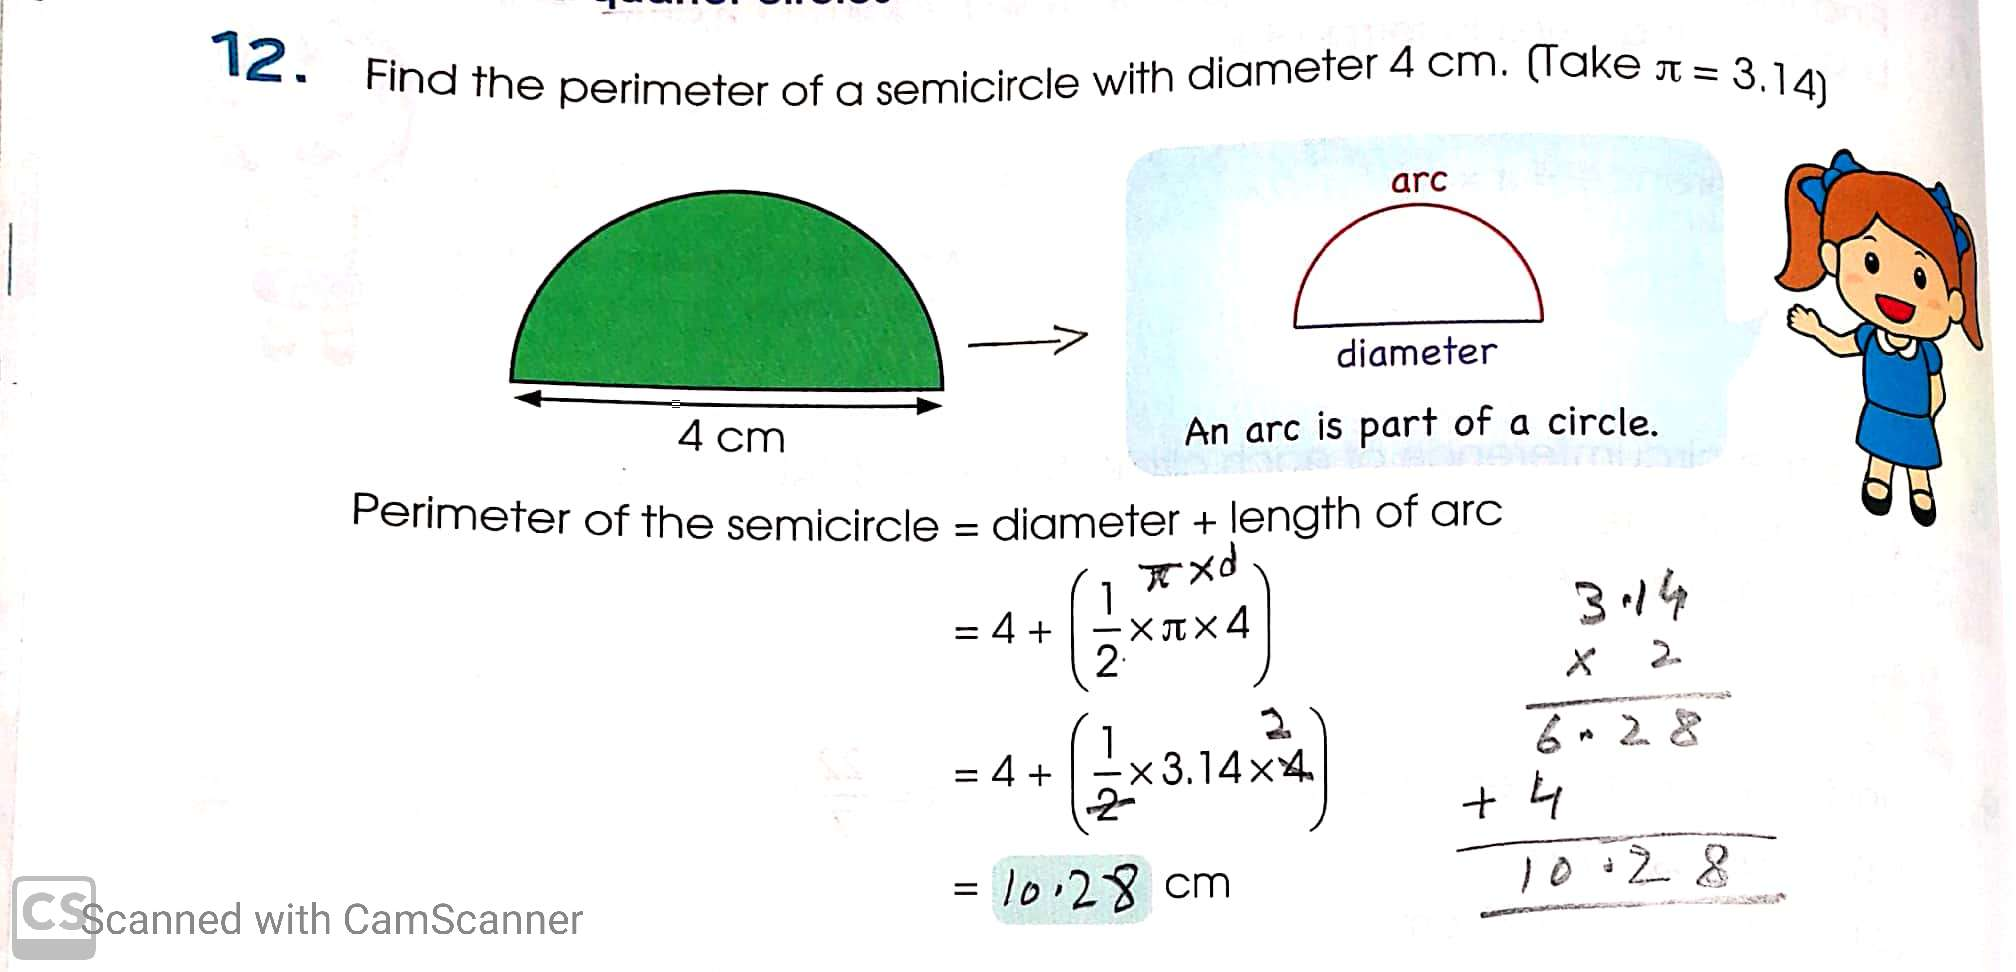 12. Find the perimeter of a semicircle with diameter 4 cm. (Take π = 3.14)
arc
diameter
4 cm
An arc is part of a circle.
Perimeter of the semicircle = diameter + length of arc
π × d
= 4 + (1/2 × π × 4)
2
= 4 + (1/2 × 3.14 × 4)
= 10.28 cm
3.14
× 2
6.28
+ 4
10.28
CS Scanned with CamScanner